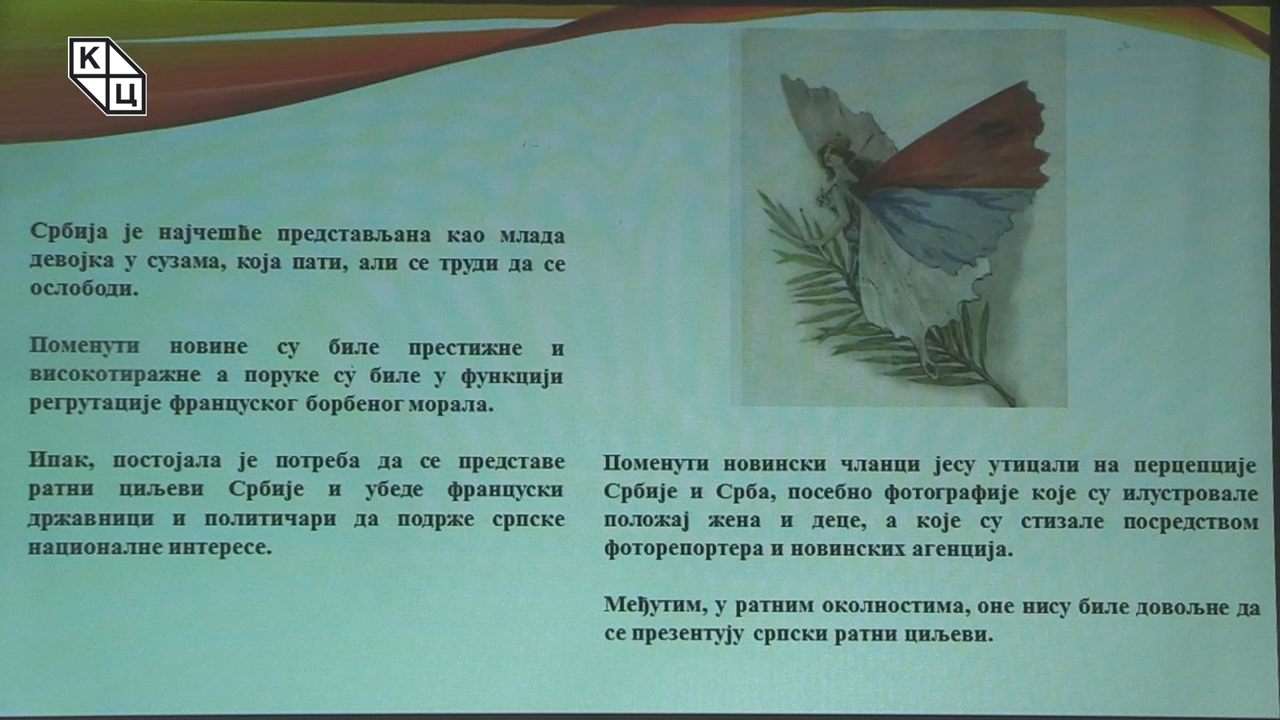 К
Ц
Србија је најчешће представљана као млада
девојка у сузама, која пати, али се труди да се
ослободи.
Поменути новине су биле престижне и
високотиражне а поруке су биле у функцији
регрутације француског борбеног морала.
Ипак, постојала је потреба да се представе
ратни циљеви Србије и убеде француски
државници и политичари да подрже српске
националне интересе.
Поменути новински чланци јесу утицали на перцепције
Србије и Срба, посебно фотографије које су илустровале
положај жена и деце, а које су стизале посредством
фоторепортера и новинских агенција.
Међутим, у ратним околностима, оне нису биле довољне да
се презентују српски ратни циљеви.